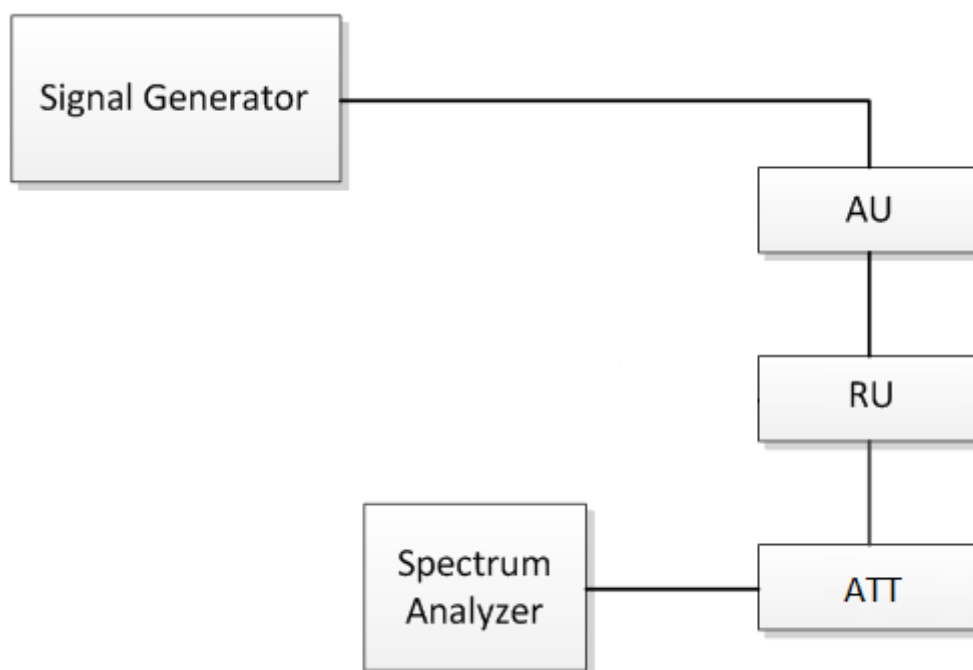 Signal Generator
AU
RU
ATT
Spectrum
Analyzer